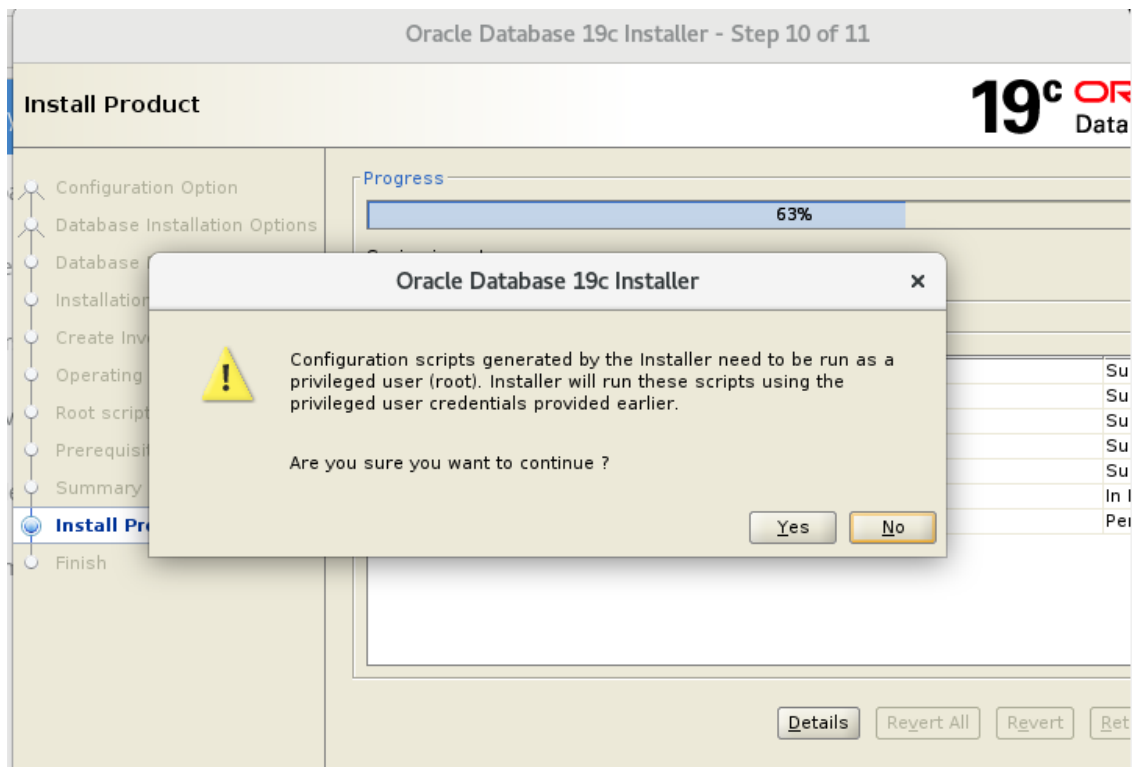 Oracle Database 19c Installer - Step 10 of 11
Install Product
19c
Data
Configuration Option
Database Installation Options
Database
Installation
Create Inv
Operating
Root script
Prerequisit
Summary
Install Pr
Finish
Progress
63%
Oracle Database 19c Installer
Configuration scripts generated by the Installer need to be run as a
privileged user (root). Installer will run these scripts using the
privileged user credentials provided earlier.
Are you sure you want to continue ?
Yes No
Su
Su
Su
Su
Su
In
Details Revert All Revert Ret